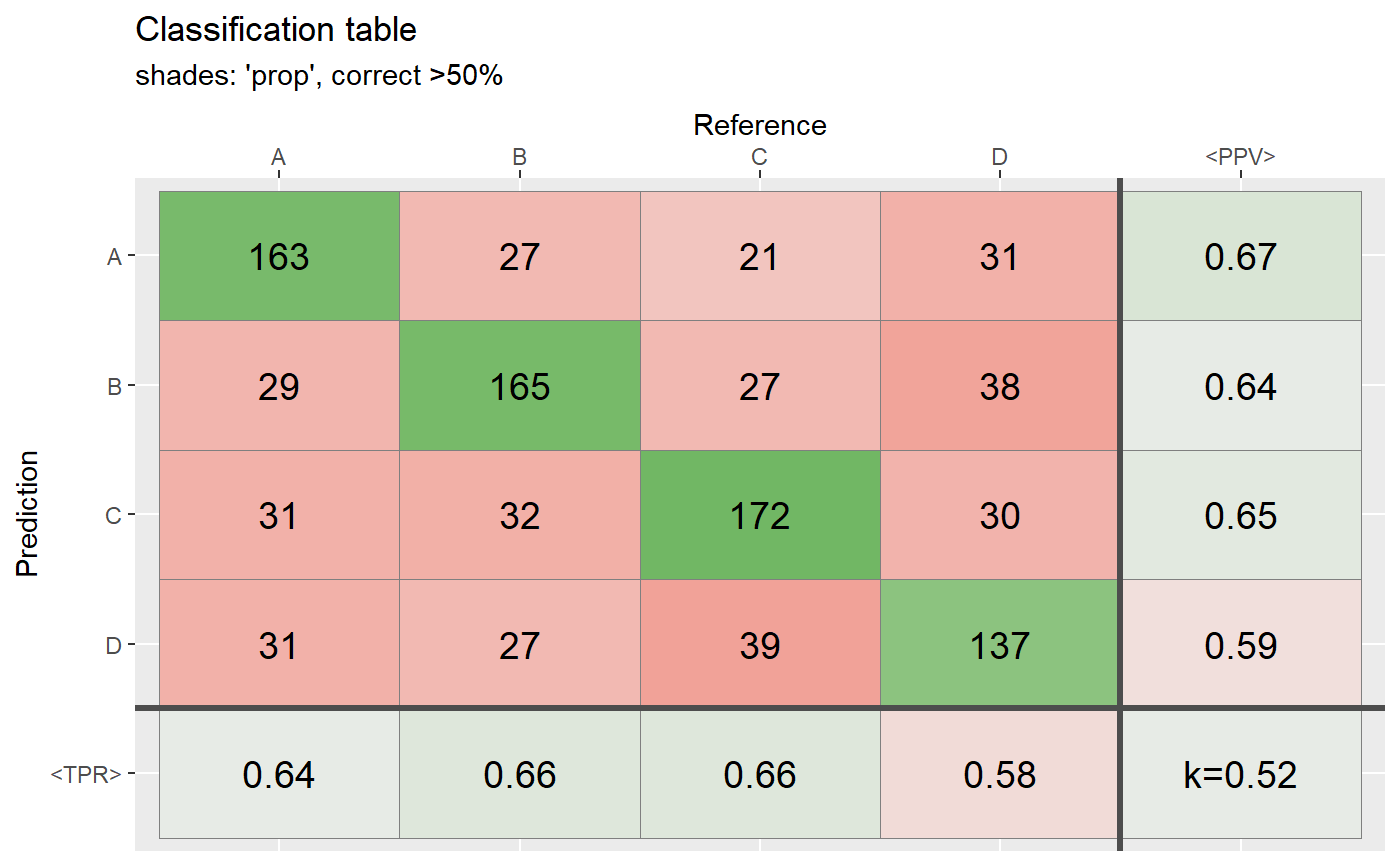 Classification table
shades: 'prop', correct >50%
Reference
A B C D <PPV>
A 163 27 21 31 0.67
B 29 165 27 38 0.64
C 31 32 172 30 0.65
D 31 27 39 137 0.59
<TPR> 0.64 0.66 0.66 0.58 k=0.52
Prediction